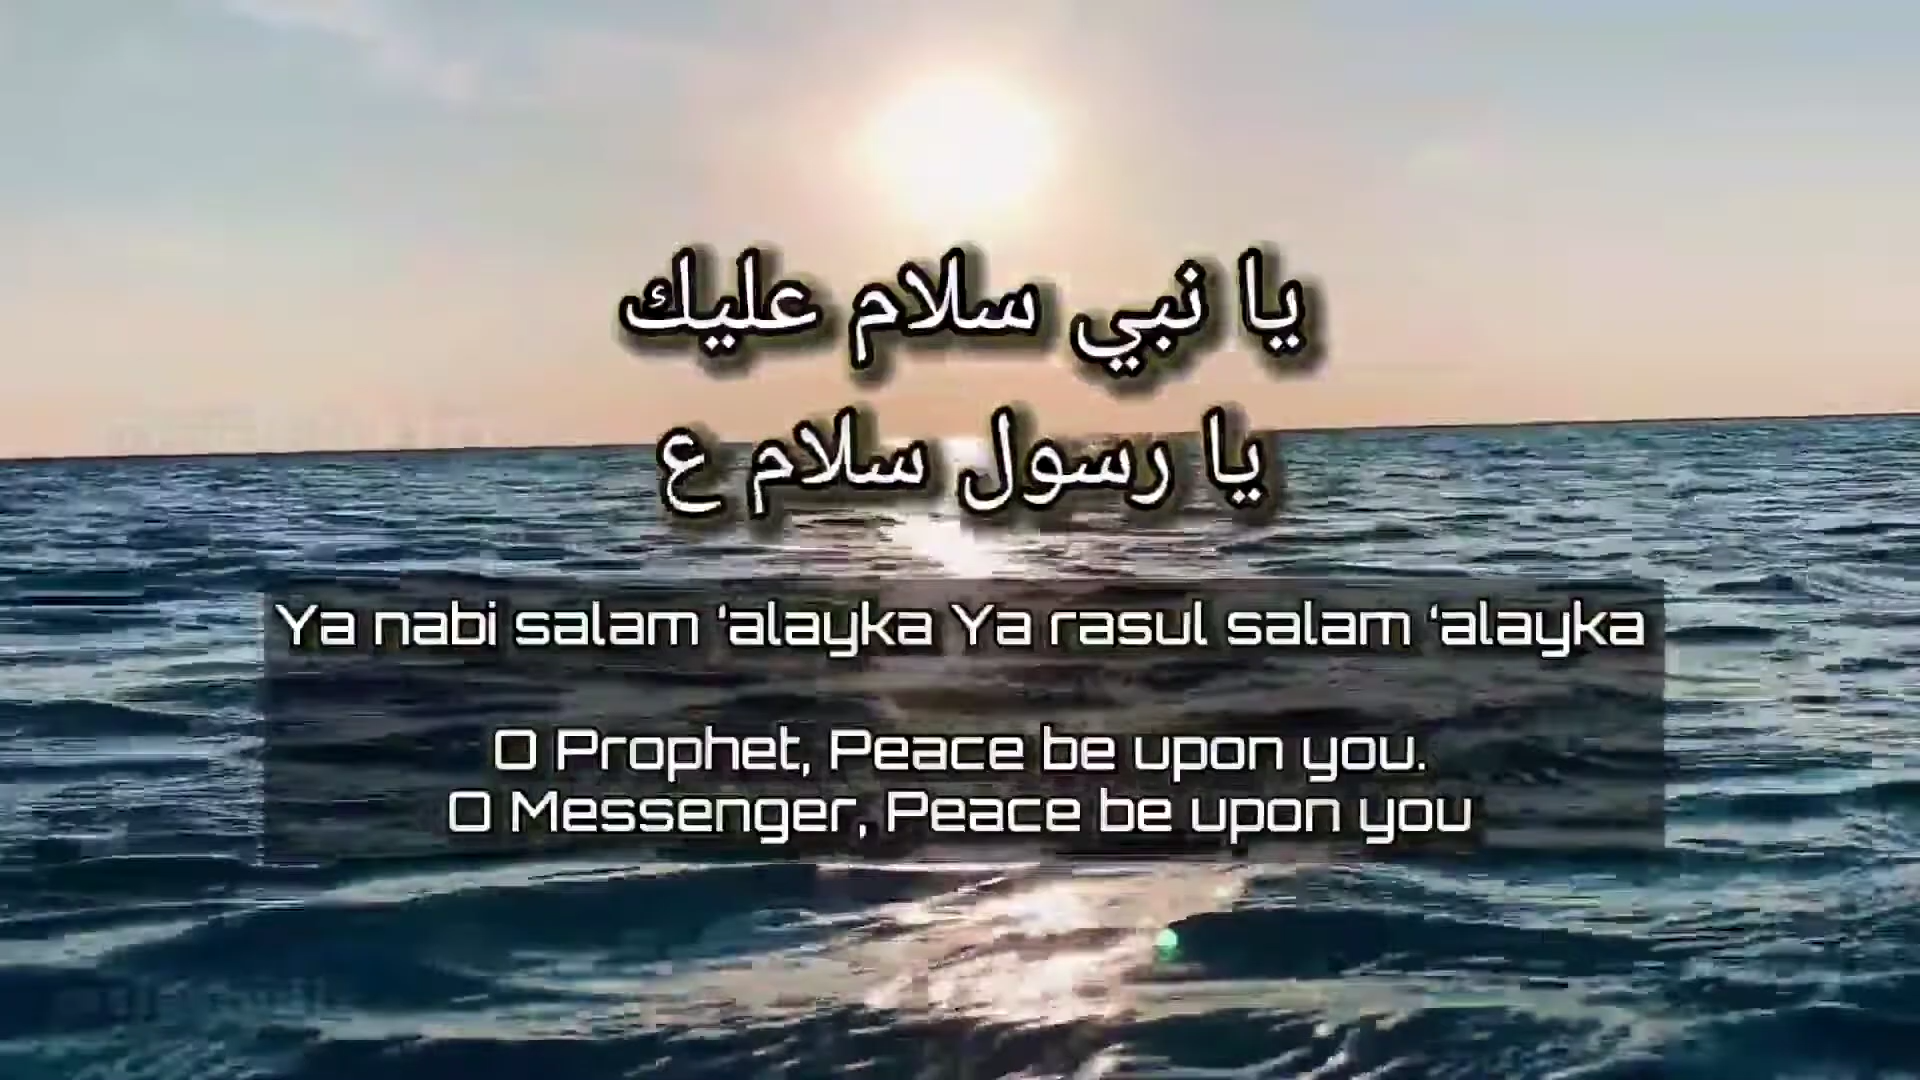 يا نبي سلام عليك
يا رسول سلام ع
Ya nabi salam ‘alayka Ya rasul salam ‘alayka
O Prophet, Peace be upon you.
O Messenger, Peace be upon you